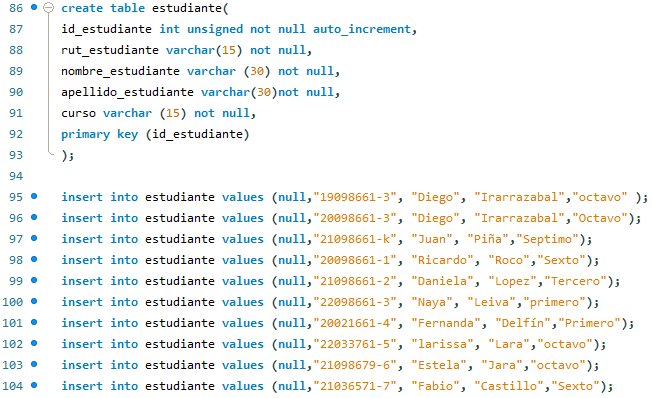 86 create table estudiante(
87 id_estudiante int unsigned not null auto_increment,
88 rut_estudiante varchar(15) not null,
89 nombre_estudiante varchar (30) not null,
90 apellido_estudiante varchar(30)not null,
91 curso varchar (15) not null,
92 primary key (id_estudiante)
93 );
94
95 insert into estudiante values (null,"19098661-3", "Diego", "Irarrazabal","octavo" );
96 insert into estudiante values (null,"20098661-3", "Diego", "Irarrazabal","Octavo");
97 insert into estudiante values (null,"21098661-k", "Juan", "Piña","Septimo");
98 insert into estudiante values (null,"20098661-1", "Ricardo", "Roco","Sexto");
99 insert into estudiante values (null,"21098661-2", "Daniela", "Lopez","Tercero");
100 insert into estudiante values (null,"22098661-3", "Naya", "Leiva","primero");
101 insert into estudiante values (null,"20021661-4", "Fernanda", "Delfín","Primero");
102 insert into estudiante values (null,"22033761-5", "larissa", "Lara","octavo");
103 insert into estudiante values (null,"21098679-6", "Estela", "Jara","octavo");
104 insert into estudiante values (null,"21036571-7", "Fabio", "Castillo","Sexto");